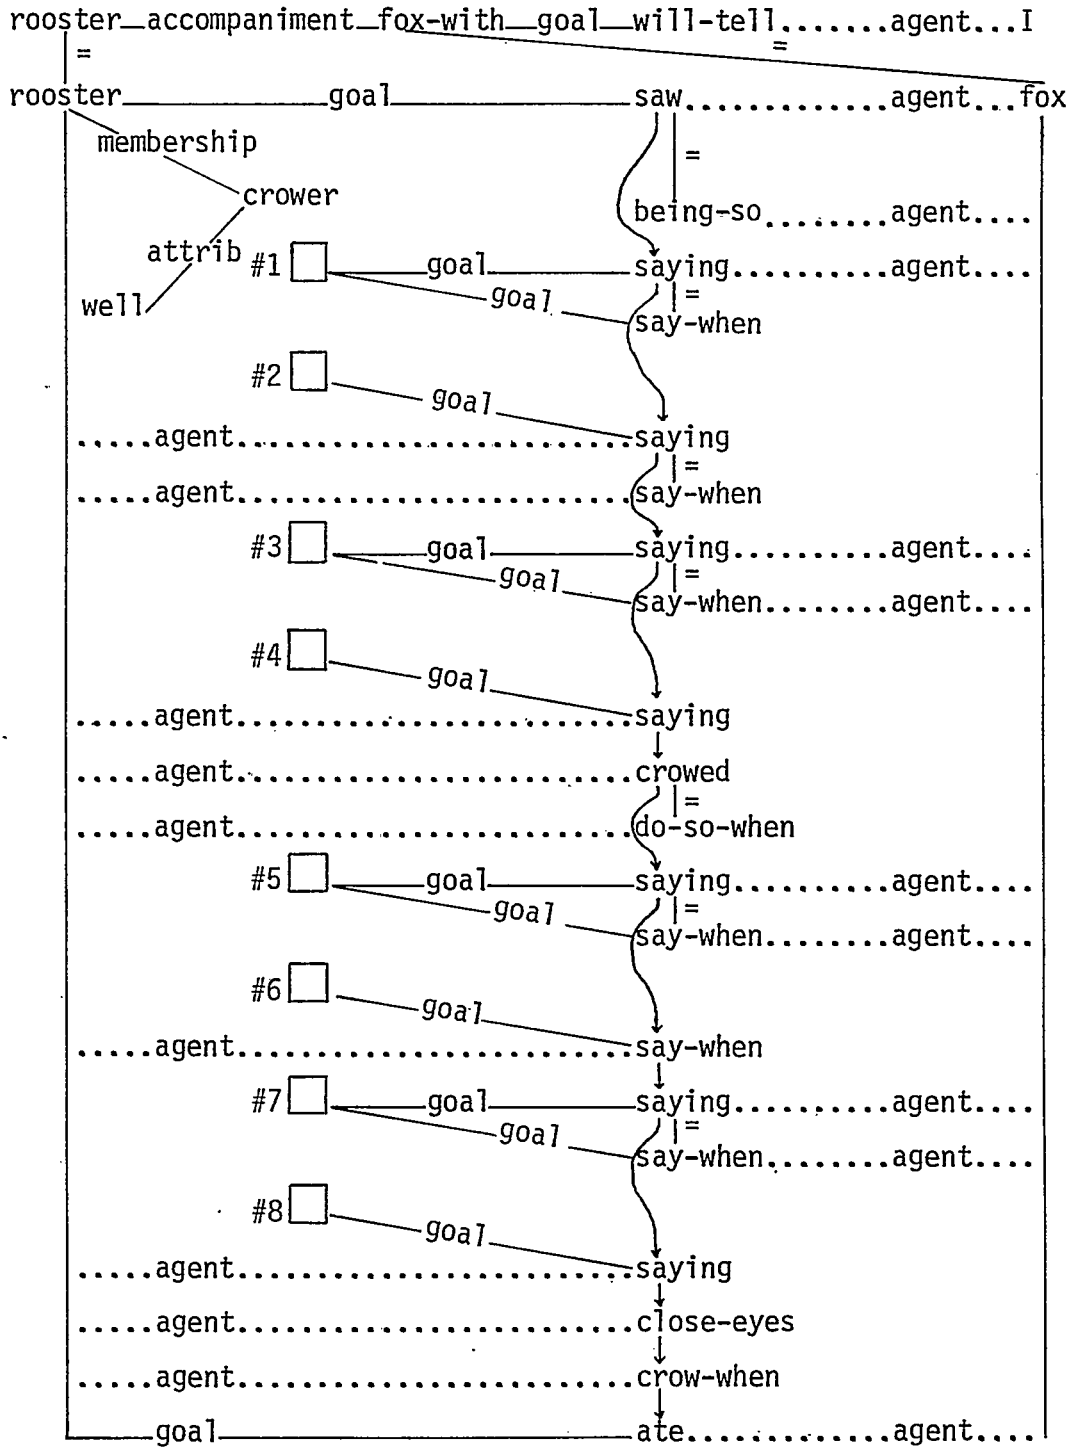 rooster accompaniment fox-with goal will-tell.......agent...I
= =
rooster goal saw...........agent...fox
membership
=
crower
being-so.......agent....
attrib
#1 goal saying..........agent....
goal =
well say-when
#2
goal
.....agent..........................saying
=
.....agent..........................say-when
#3 goal saying..........agent....
goal =
say-when........agent....
#4
goal
.....agent..........................saying
.....agent..........................crowed
=
.....agent..........................do-so-when
#5 goal saying..........agent....
goal =
say-when........agent....
#6
goal
.....agent..........................say-when
#7 goal saying..........agent....
goal =
say-when........agent....
#8
goal
.....agent..........................saying
.....agent..........................close-eyes
.....agent..........................crow-when
goal ate.............agent....